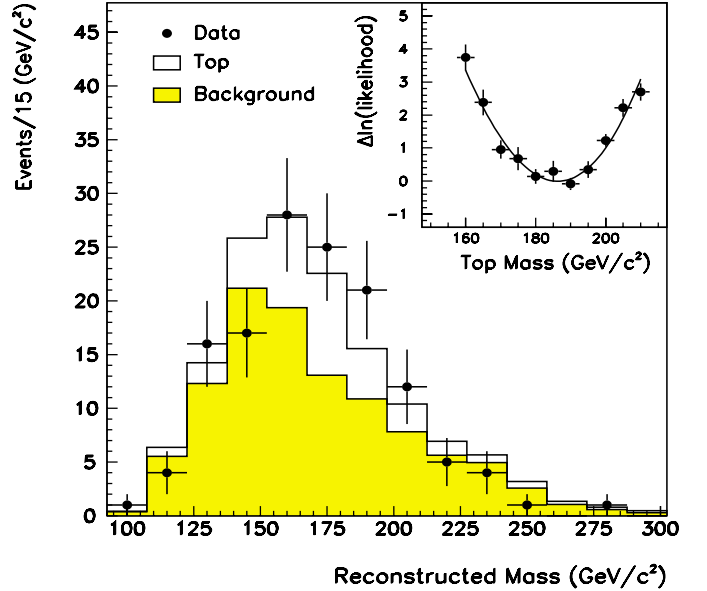 Events/15 (GeV/c²)
45
40
35
30
25
20
15
10
5
0
Data
Top
Background
Δln(likelihood)
5
4
3
2
1
0
−1
160 180 200
Top Mass (GeV/c²)
100 125 150 175 200 225 250 275 300
Reconstructed Mass (GeV/c²)